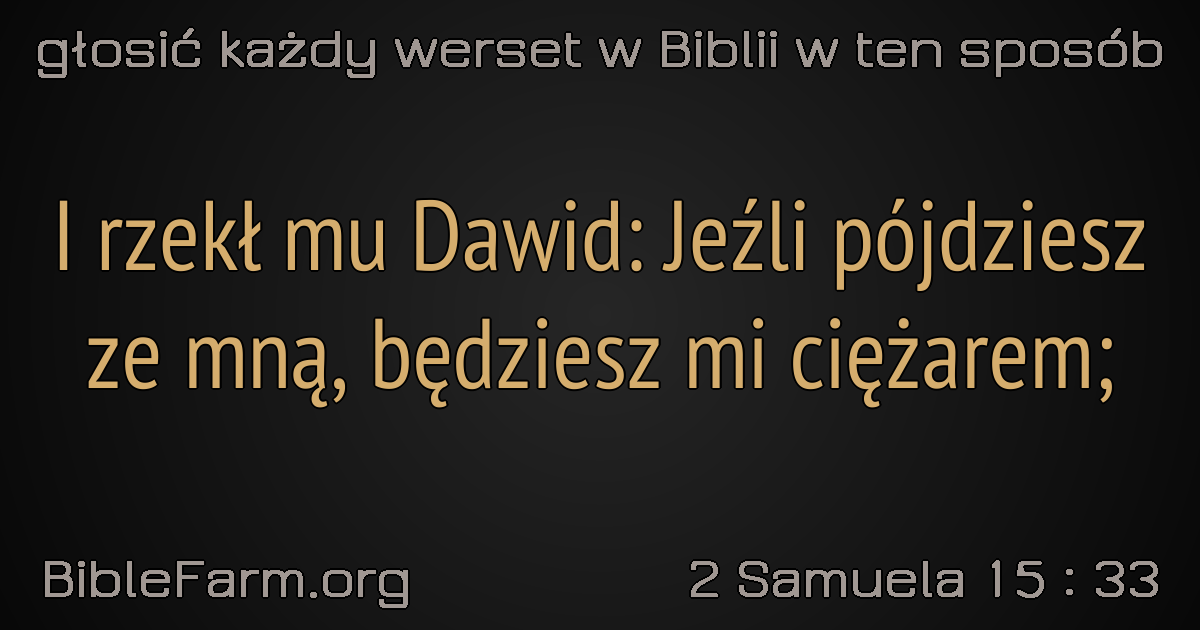 głosić każdy werset w Biblii w ten sposób
I rzekł mu Dawid: Jeźli pójdziesz
ze mną, będziesz mi ciężarem;
BibleFarm.org
2 Samuela 15 : 33